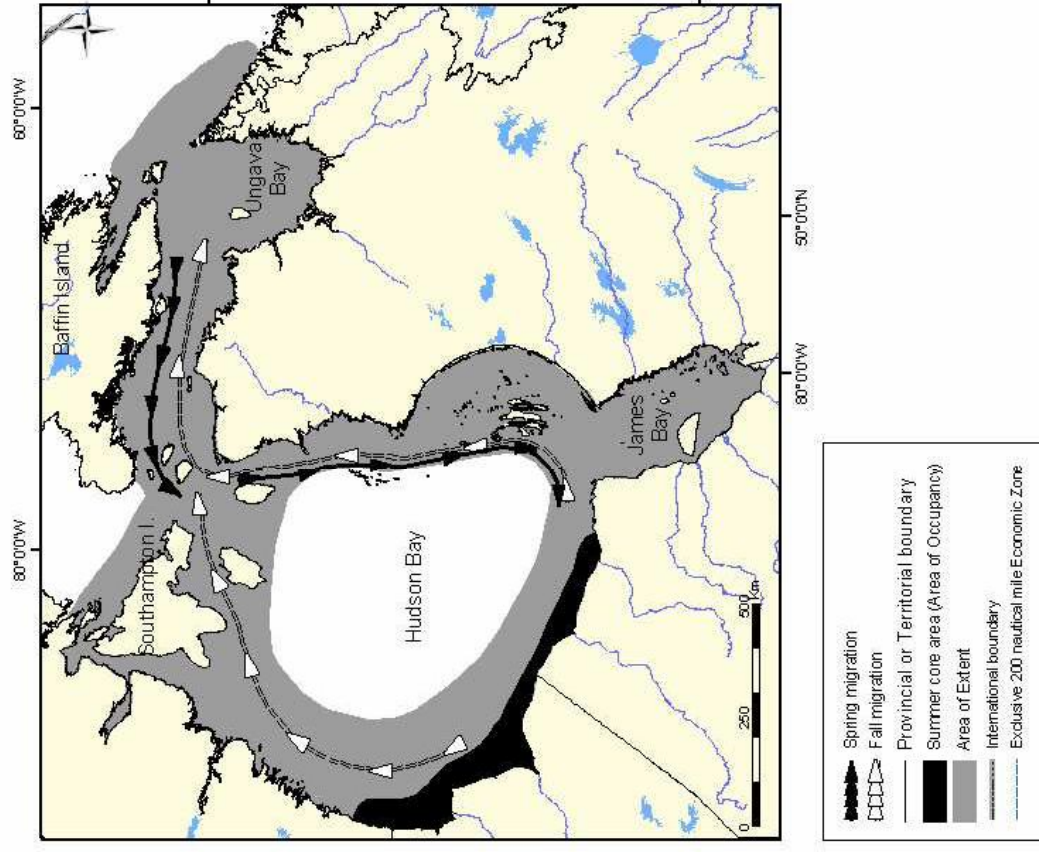 60°0'0"W
80°0'0"W
Baffin Island
Southampton I.
Ungava
Bay
Hudson Bay
James
Bay
50°0'0"N
80°0'0"W
0 250 500
Km
Spring migration
Fall migration
Provincial or Territorial boundary
Summer core area (Area of Occupancy)
Area of Extent
International boundary
Exclusive 200 nautical mile Economic Zone